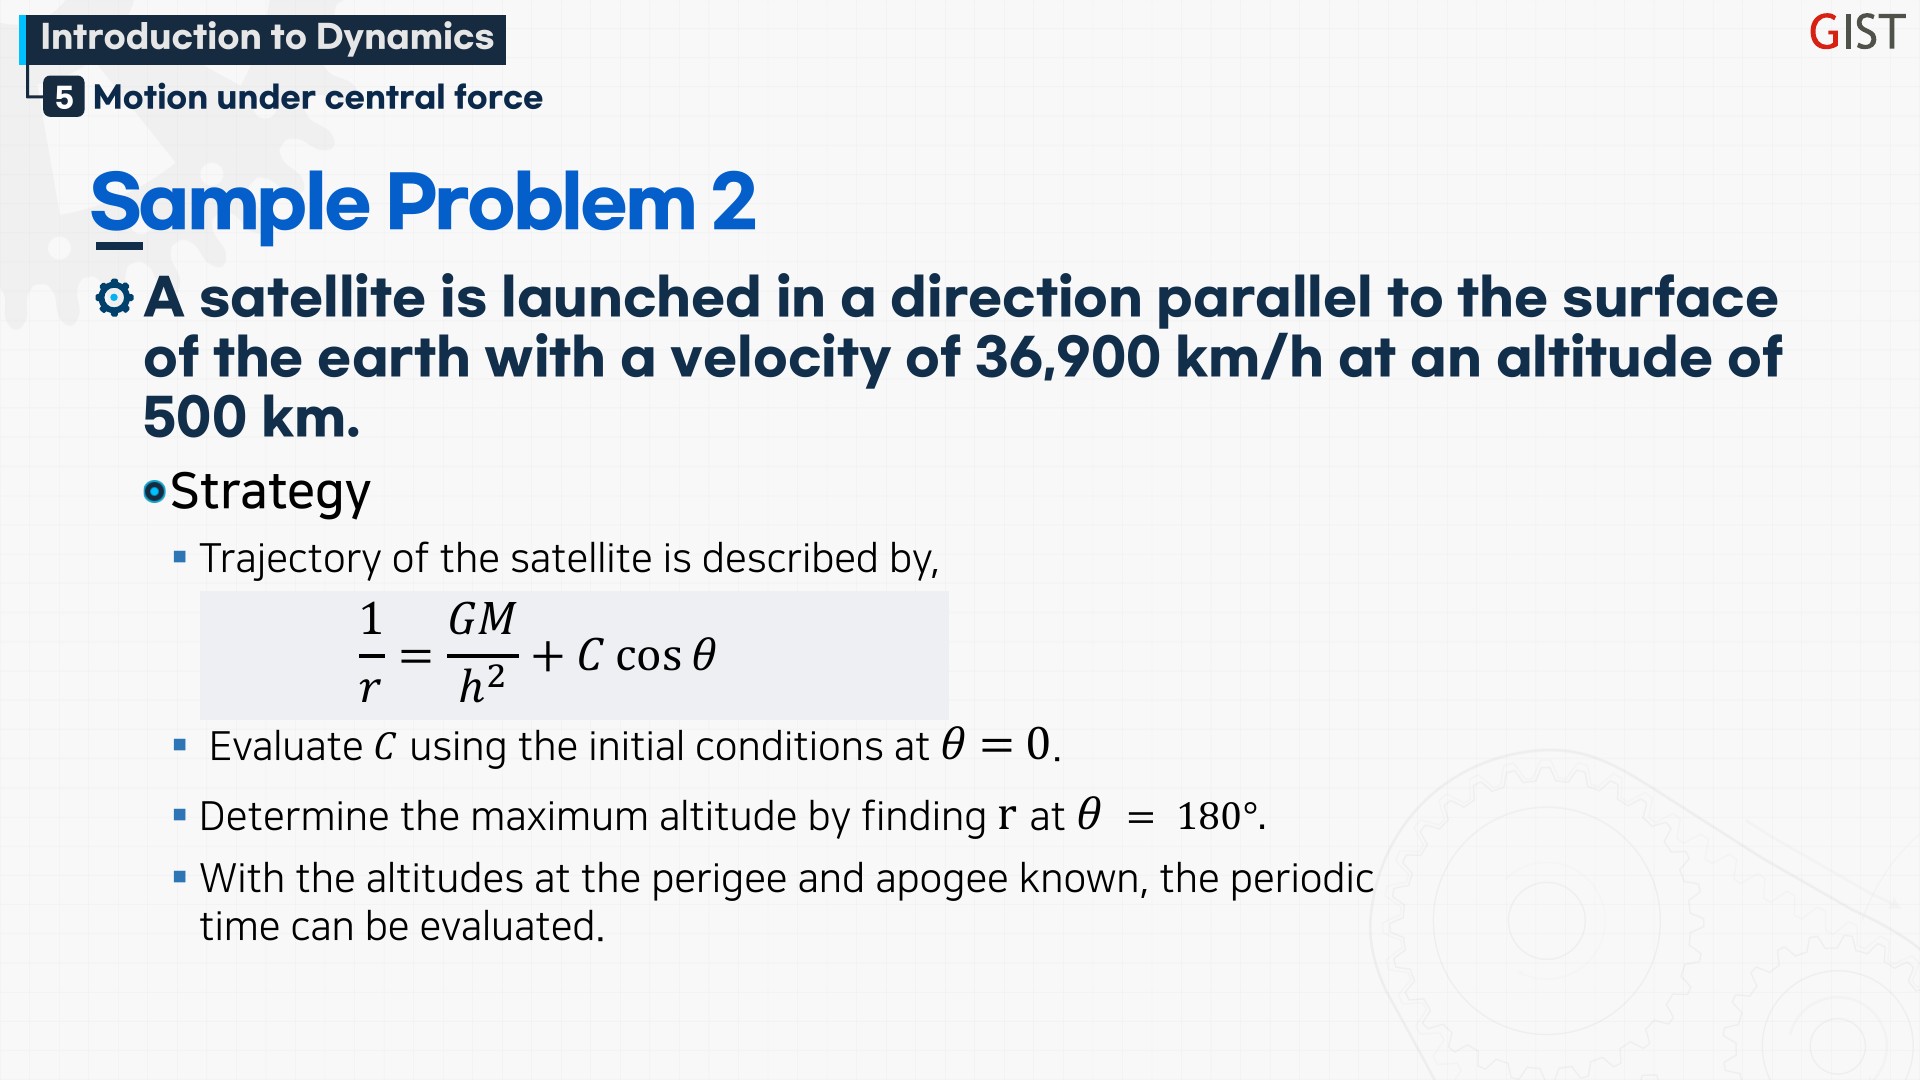 Introduction to Dynamics
GIST
5 Motion under central force
Sample Problem 2
A satellite is launched in a direction parallel to the surface
of the earth with a velocity of 36,900 km/h at an altitude of
500 km.
Strategy
Trajectory of the satellite is described by,
1/r = GM/h² + C cos θ
Evaluate C using the initial conditions at θ = 0.
Determine the maximum altitude by finding r at θ = 180°.
With the altitudes at the perigee and apogee known, the periodic
time can be evaluated.